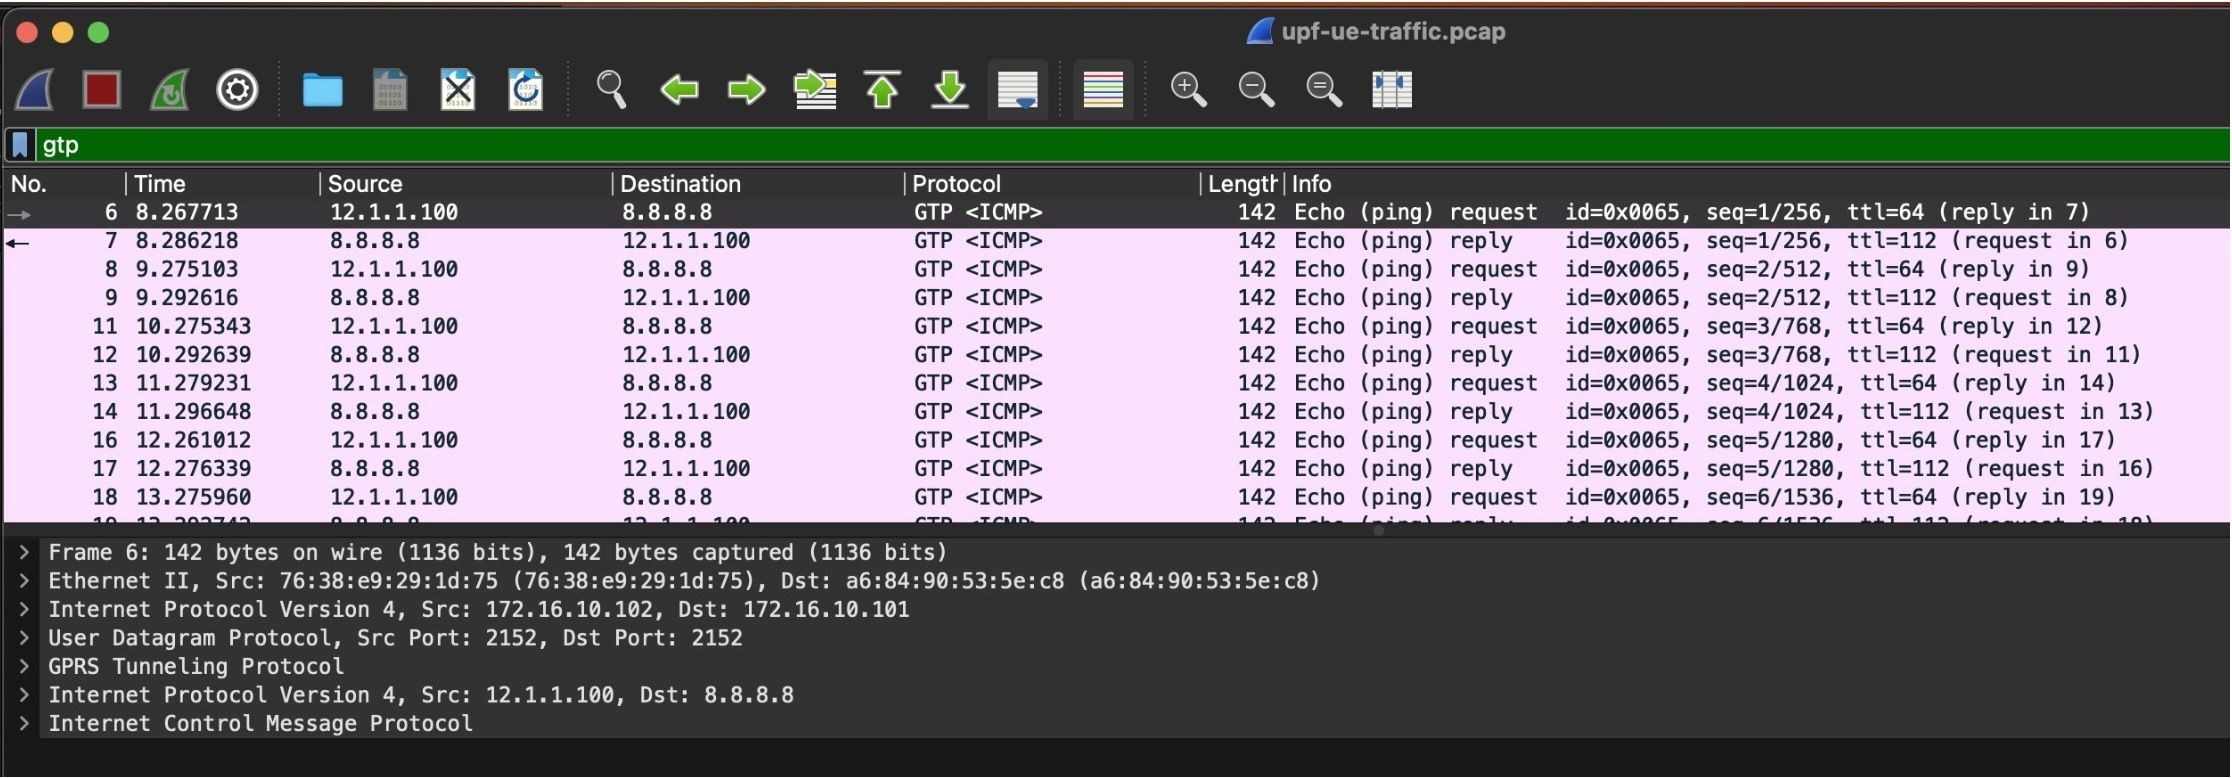 upf-ue-traffic.pcap
gtp
No. Time Source Destination Protocol Length Info
6 8.267713 12.1.1.100 8.8.8.8 GTP <ICMP> 142 Echo (ping) request id=0x0065, seq=1/256, ttl=64 (reply in 7)
7 8.286218 8.8.8.8 12.1.1.100 GTP <ICMP> 142 Echo (ping) reply id=0x0065, seq=1/256, ttl=112 (request in 6)
8 9.275103 12.1.1.100 8.8.8.8 GTP <ICMP> 142 Echo (ping) request id=0x0065, seq=2/512, ttl=64 (reply in 9)
9 9.292616 8.8.8.8 12.1.1.100 GTP <ICMP> 142 Echo (ping) reply id=0x0065, seq=2/512, ttl=112 (request in 8)
11 10.275343 12.1.1.100 8.8.8.8 GTP <ICMP> 142 Echo (ping) request id=0x0065, seq=3/768, ttl=64 (reply in 12)
12 10.292639 8.8.8.8 12.1.1.100 GTP <ICMP> 142 Echo (ping) reply id=0x0065, seq=3/768, ttl=112 (request in 11)
13 11.279231 12.1.1.100 8.8.8.8 GTP <ICMP> 142 Echo (ping) request id=0x0065, seq=4/1024, ttl=64 (reply in 14)
14 11.296648 8.8.8.8 12.1.1.100 GTP <ICMP> 142 Echo (ping) reply id=0x0065, seq=4/1024, ttl=112 (request in 13)
16 12.261012 12.1.1.100 8.8.8.8 GTP <ICMP> 142 Echo (ping) request id=0x0065, seq=5/1280, ttl=64 (reply in 17)
17 12.276339 8.8.8.8 12.1.1.100 GTP <ICMP> 142 Echo (ping) reply id=0x0065, seq=5/1280, ttl=112 (request in 16)
18 13.275960 12.1.1.100 8.8.8.8 GTP <ICMP> 142 Echo (ping) request id=0x0065, seq=6/1536, ttl=64 (reply in 19)
Frame 6: 142 bytes on wire (1136 bits), 142 bytes captured (1136 bits)
Ethernet II, Src: 76:38:e9:29:1d:75 (76:38:e9:29:1d:75), Dst: a6:84:90:53:5e:c8 (a6:84:90:53:5e:c8)
Internet Protocol Version 4, Src: 172.16.10.102, Dst: 172.16.10.101
User Datagram Protocol, Src Port: 2152, Dst Port: 2152
GPRS Tunneling Protocol
Internet Protocol Version 4, Src: 12.1.1.100, Dst: 8.8.8.8
Internet Control Message Protocol